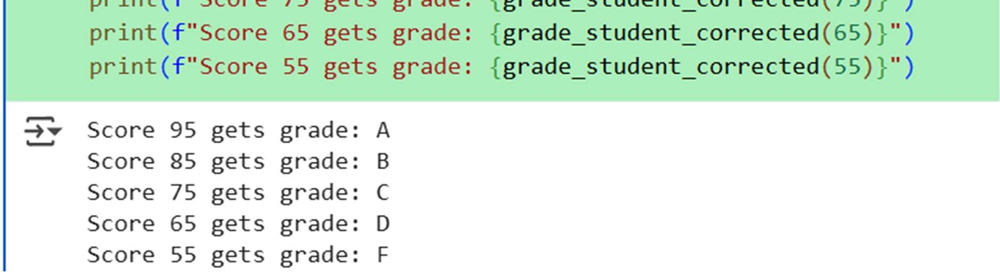 print(f"Score 75 gets grade: {grade_student_corrected(75)}")
print(f"Score 65 gets grade: {grade_student_corrected(65)}")
print(f"Score 55 gets grade: {grade_student_corrected(55)}")
Score 95 gets grade: A
Score 85 gets grade: B
Score 75 gets grade: C
Score 65 gets grade: D
Score 55 gets grade: F